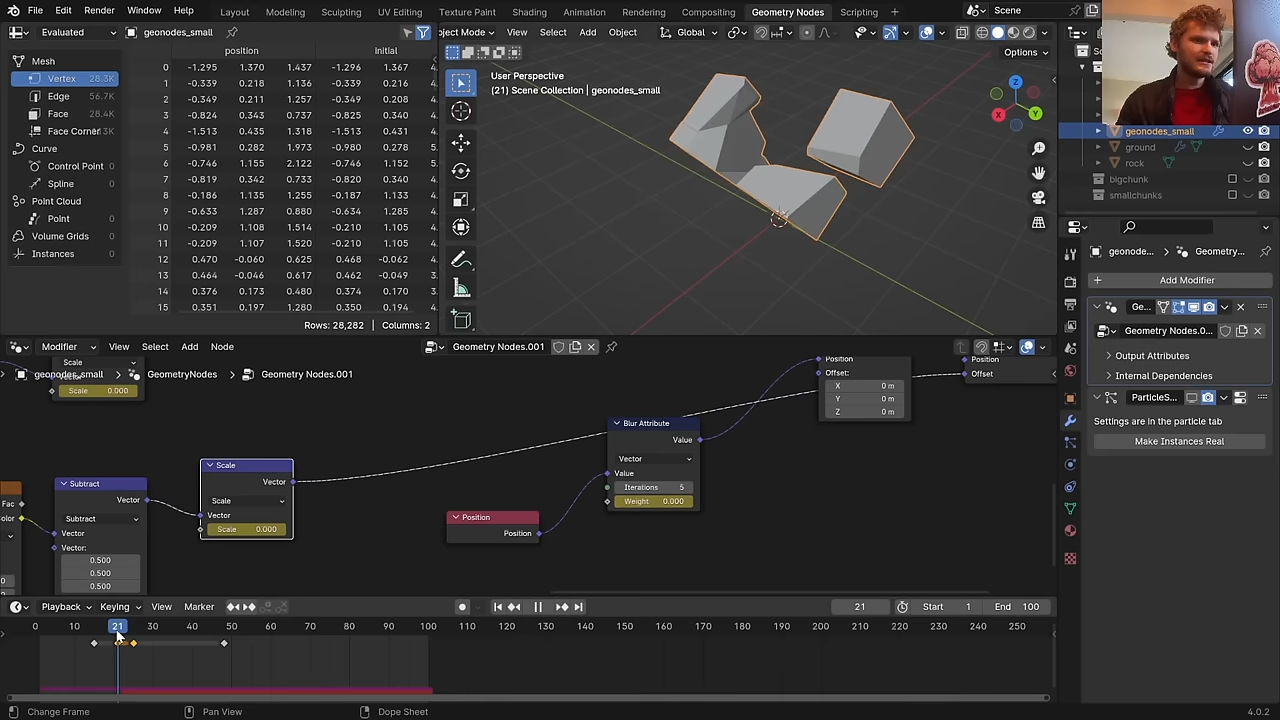 File Edit Render Window Help Layout Modeling Sculpting UV Editing Texture Paint Shading Animation Rendering Compositing Geometry Nodes Scripting Scene
Evaluated geonodes_small
position Initial
Mesh
Vertex 28.3K
Edge 56.7K
Face 28.4K
Face Corner
Curve
Control Point
Spline
Point Cloud
Point
Volume Grids
Instances
0 -1.295 1.370 1.437 -1.296 1.367
1 -0.339 0.218 1.136 -0.339 0.216
2 -0.349 0.211 1.257 -0.349 0.208
3 -0.824 0.343 0.737 -0.825 0.340
4 -1.513 0.435 1.318 -1.513 0.431
5 -0.981 0.282 1.973 -0.980 0.278
6 -0.746 1.155 2.122 -0.746 1.152
7 -0.819 0.342 0.733 -0.820 0.340
8 -0.186 1.135 1.255 -0.187 1.133
9 -0.633 1.287 0.880 -0.634 1.285
10 -0.209 1.108 1.514 -0.210 1.105
11 -0.209 1.107 1.520 -0.210 1.105
12 0.470 -0.060 0.625 0.468 -0.062
13 0.464 -0.046 0.617 0.462 -0.049
14 0.376 0.173 0.480 0.374 0.170
15 0.351 0.197 1.280 0.350 0.194
Rows: 28,282 | Columns: 2
ject Mode View Select Add Object Global
Options
User Perspective
(21) Scene Collection | geonodes_small
X
Y
Z
geonodes_small
ground
rock
bigchunk
smallchunks
geonode... Geometry...
Add Modifier
Ge...
Geometry Nodes.0...
Output Attributes
Internal Dependencies
ParticleS...
Settings are in the particle tab
Make Instances Real
Modifier View Select Add Node Geometry Nodes.001
Scale
geonodes_small GeometryNodes Geometry Nodes.001
Scale 0.000
Fac
olor
Subtract
Vector
Subtract
Vector
Vector:
0.500
0.500
0.500
Scale
Vector
Scale
Vector
Scale 0.000
Position
Position
Blur Attribute
Value
Vector
Value
Iterations 5
Weight 0.000
Position
Offset:
X 0 m
Y 0 m
Z 0 m
Position
Offset
Playback Keying View Marker 21 Start 1 End 100
0 10 21 30 40 50 60 70 80 90 100 110 120 130 140 150 160 170 180 190 200 210 220 230 240 250
Change Frame Pan View Dope Sheet 4.0.2